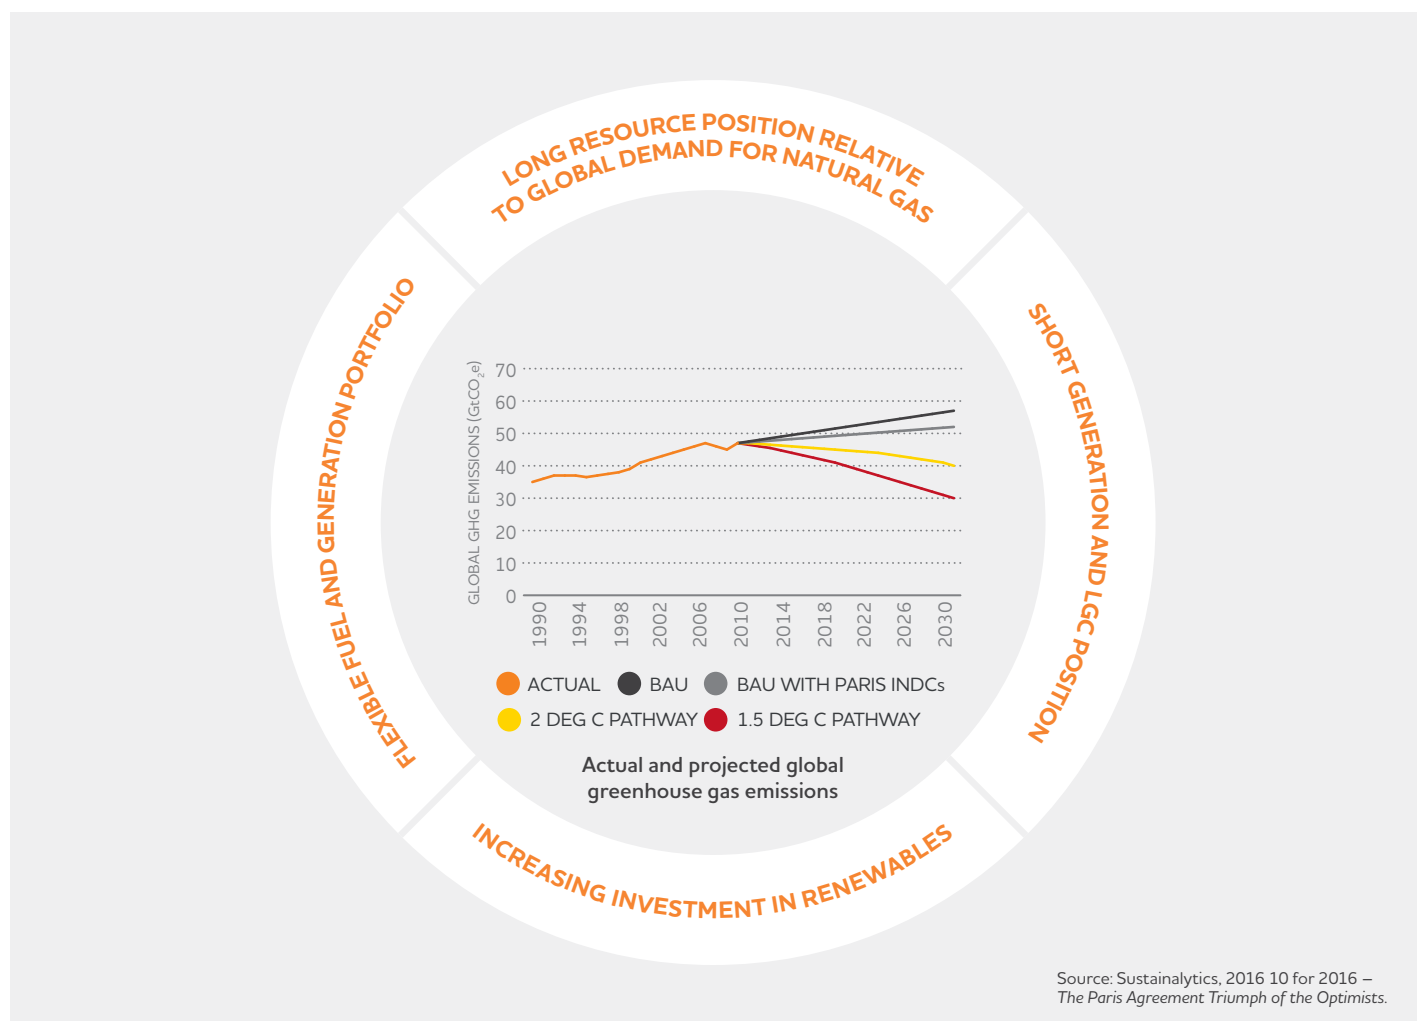 LONG RESOURCE POSITION RELATIVE
TO GLOBAL DEMAND FOR NATURAL GAS
FLEXIBLE FUEL AND GENERATION PORTFOLIO
SHORT GENERATION AND LGC POSITION
GLOBAL GHG EMISSIONS (GtCO₂e)
70
60
50
40
30
20
10
0
1990 1994 1998 2002 2006 2010 2014 2018 2022 2026 2030
ACTUAL BAU BAU WITH PARIS INDCs
2 DEG C PATHWAY 1.5 DEG C PATHWAY
Actual and projected global
greenhouse gas emissions
INCREASING INVESTMENT IN RENEWABLES
Source: Sustainalytics, 2016 10 for 2016 –
The Paris Agreement Triumph of the Optimists.